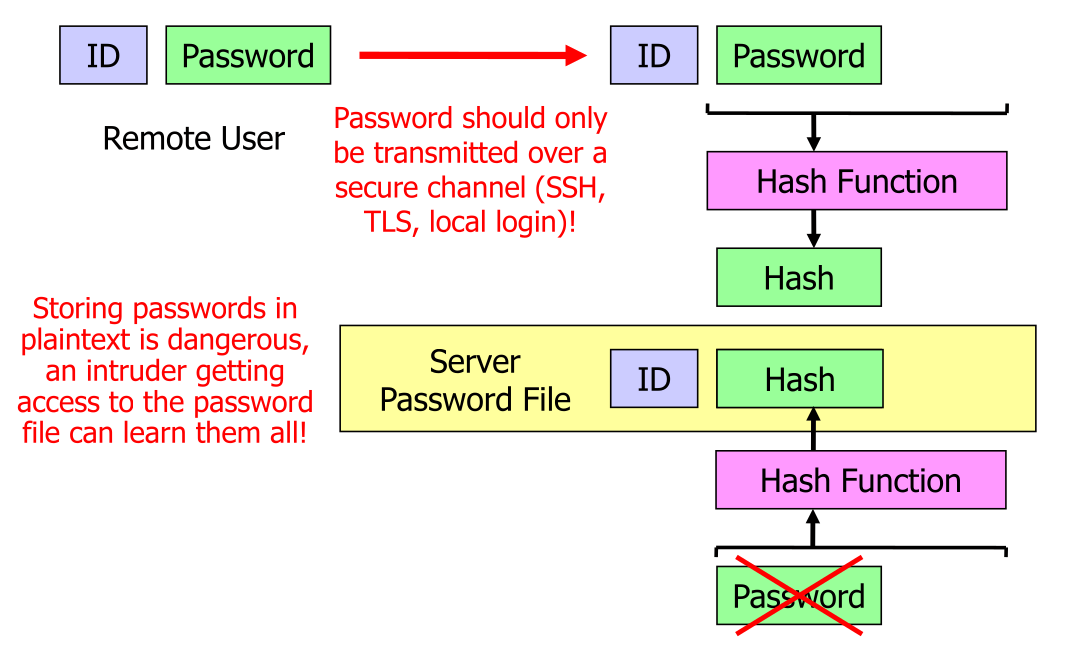 ID
Password
ID
Password
Remote User
Password should only
be transmitted over a
secure channel (SSH,
TLS, local login)!
Hash Function
Hash
Storing passwords in
plaintext is dangerous,
an intruder getting
access to the password
file can learn them all!
Server
Password File
ID
Hash
Hash Function
Password